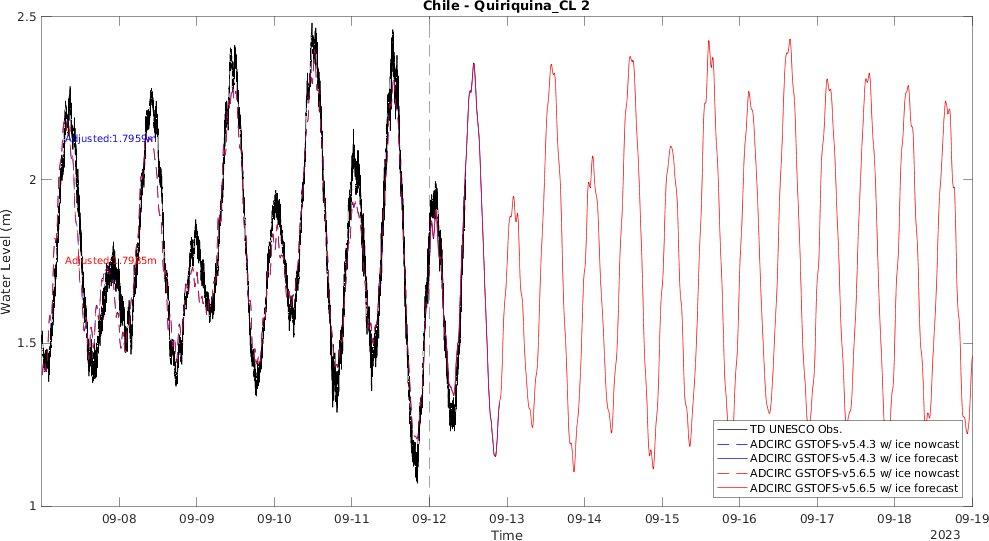 Chile - Quiriquina_CL 2
2.5
2
1.5
1
Water Level (m)
Adjusted:1.7959m
Adjusted:1.7985m
09-08
09-09
09-10
09-11
09-12
09-13
09-14
09-15
09-16
09-17
09-18
09-19
Time
2023
TD UNESCO Obs.
ADCIRC GSTOFS-v5.4.3 w/ ice nowcast
ADCIRC GSTOFS-v5.4.3 w/ ice forecast
ADCIRC GSTOFS-v5.6.5 w/ ice nowcast
ADCIRC GSTOFS-v5.6.5 w/ ice forecast